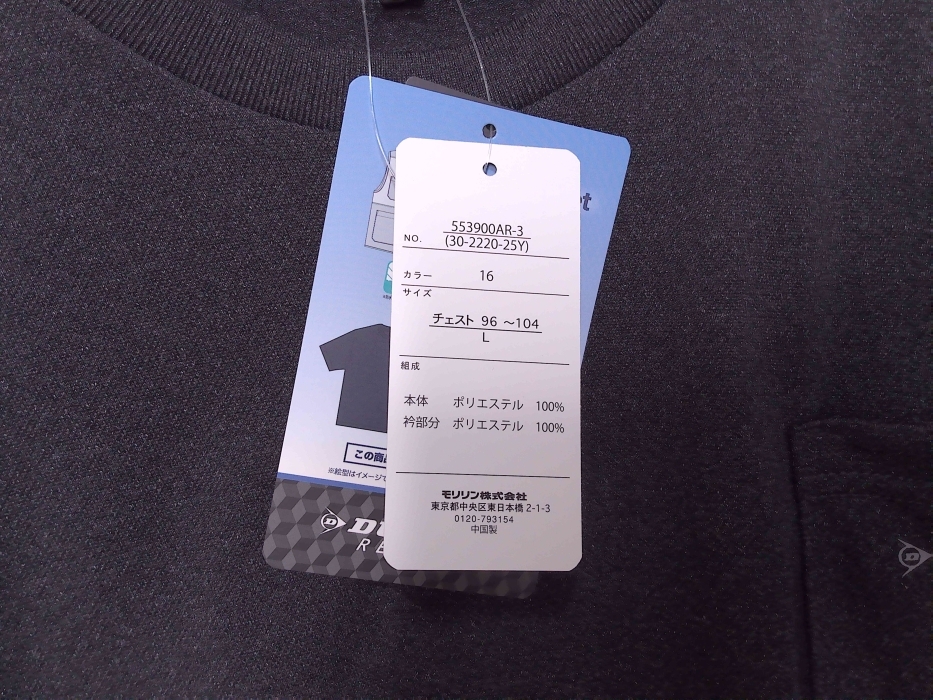 553900AR-3
NO. (30-2220-25Y)
カラー 16
サイズ
チェスト 96 ～104
L
組成
本体 ポリエステル 100%
衿部分 ポリエステル 100%
モリリン株式会社
東京都中央区東日本橋 2-1-3
0120-793154
中国製
この商
※絵型はイメージで